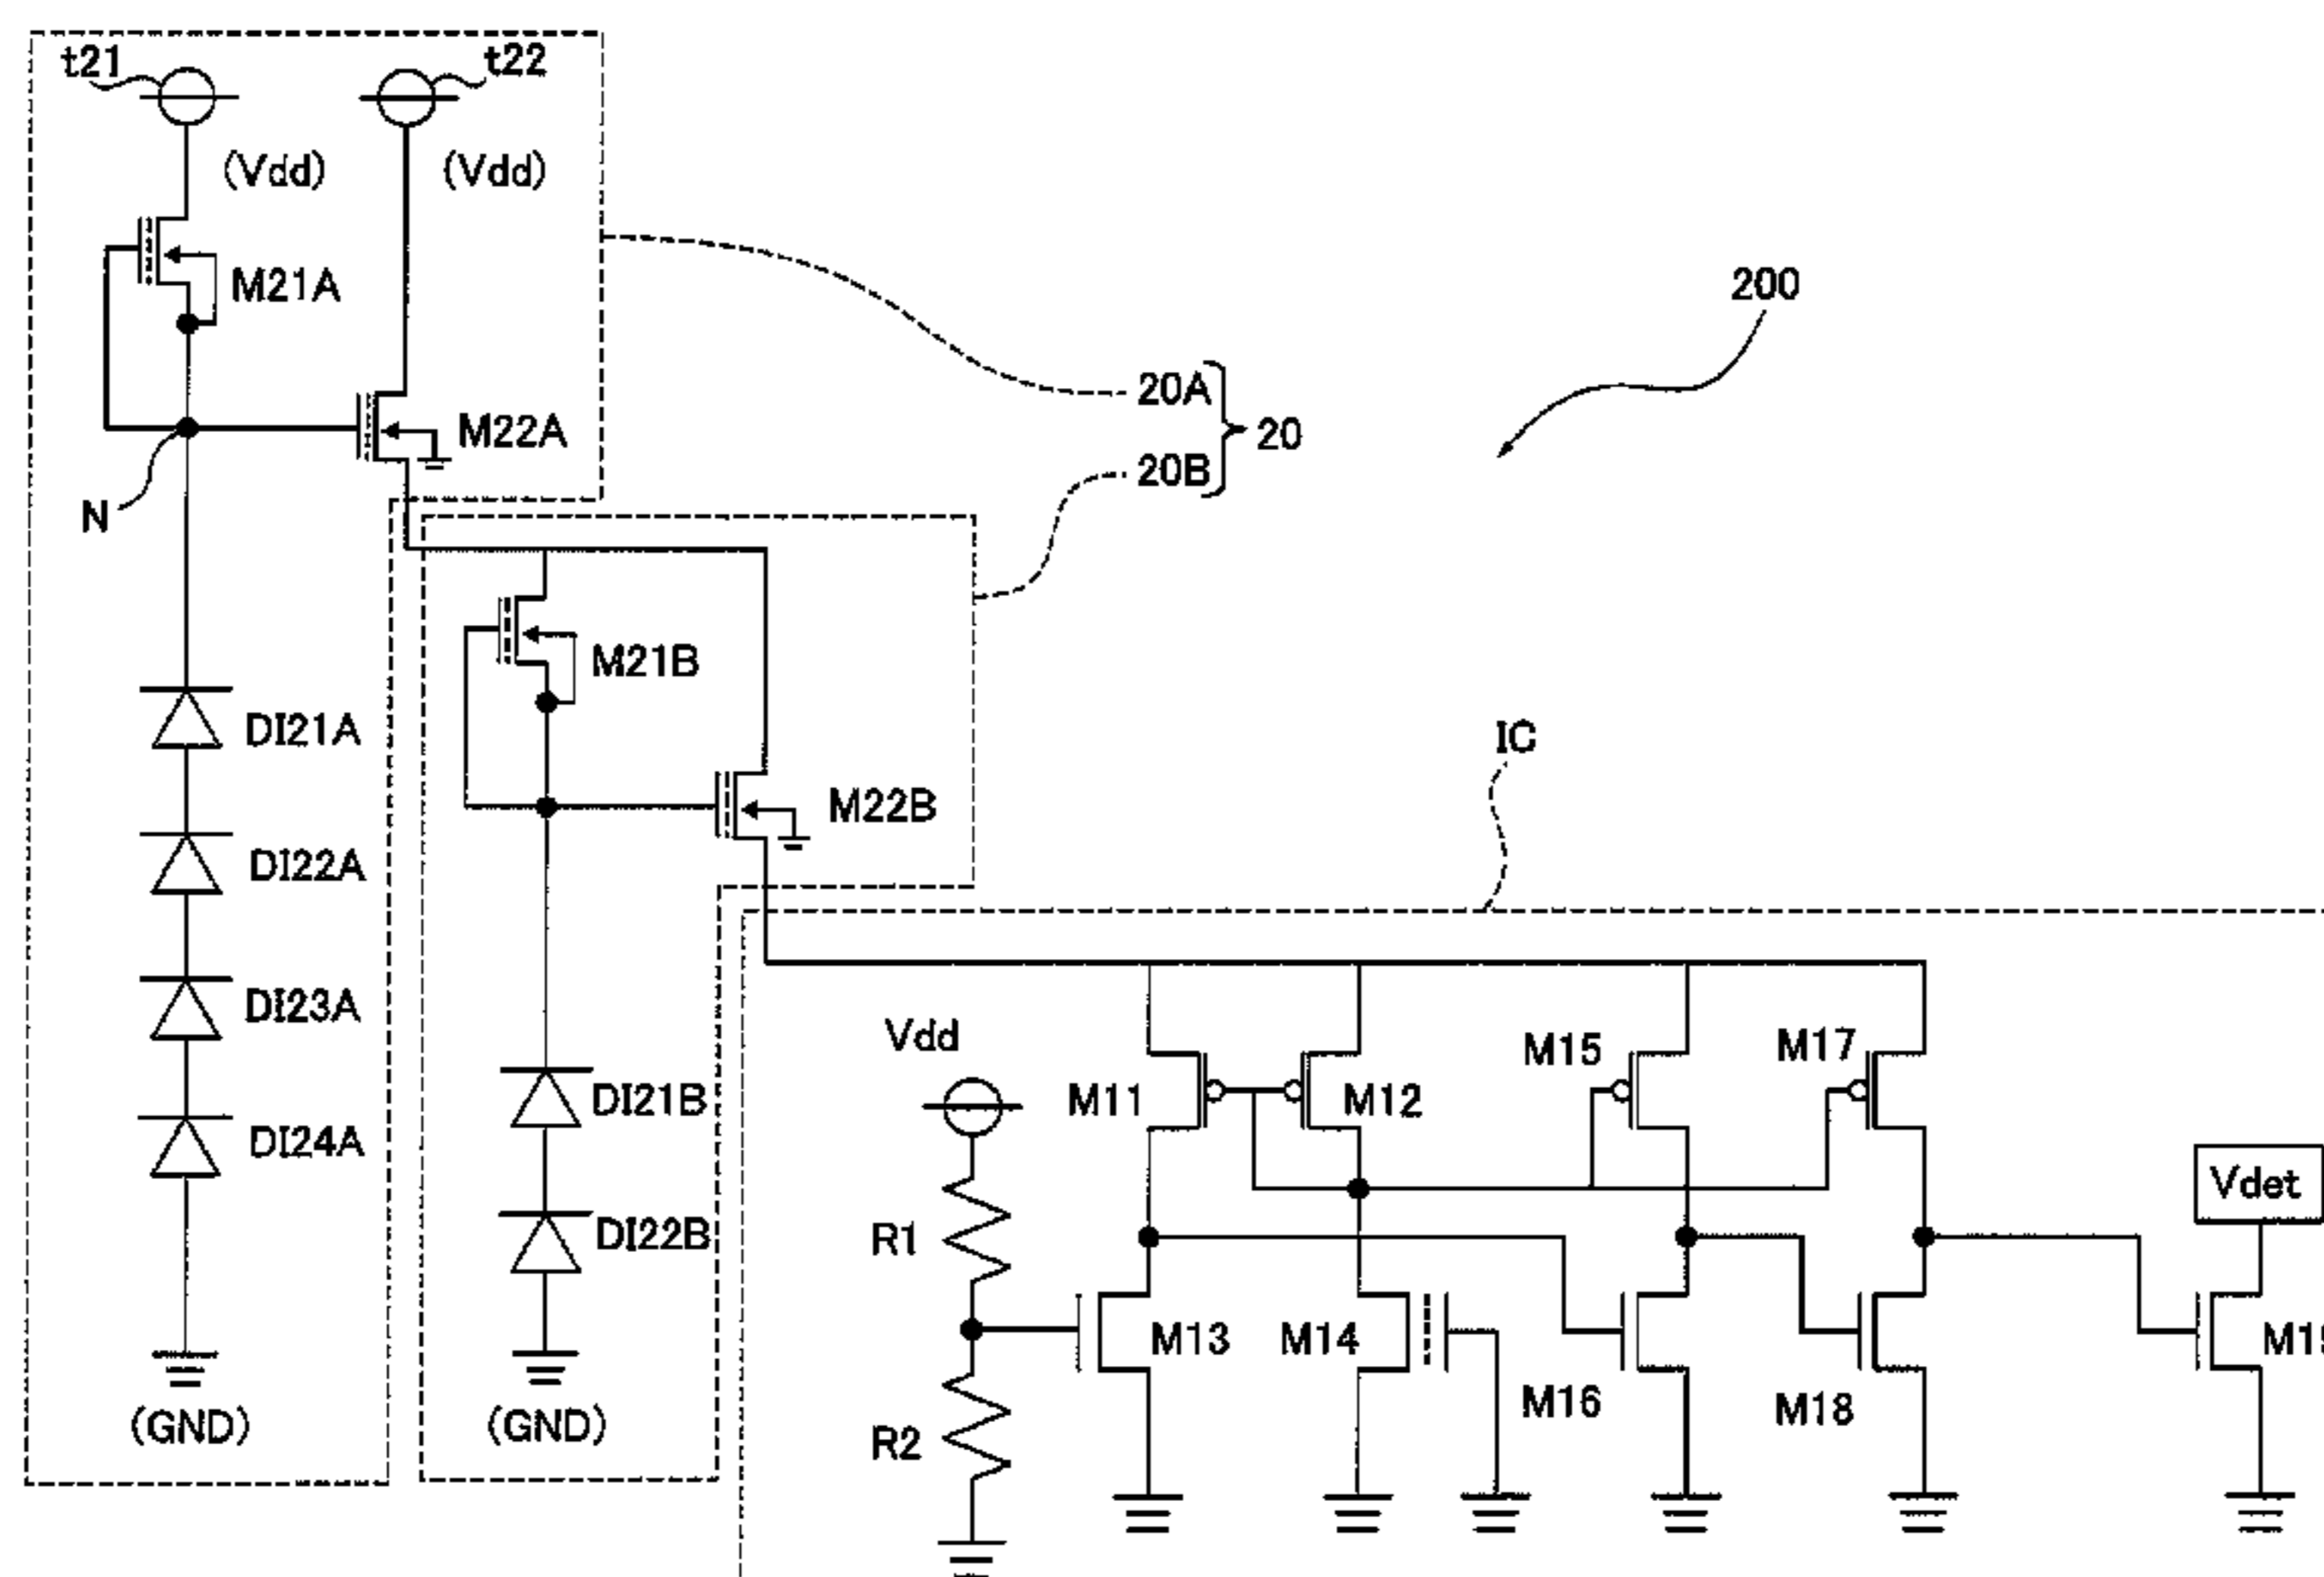 t21
t22
(Vdd)
(Vdd)
M21A
200
20A
20
M22A
20B
N
M21B
DI21A
IC
M22B
DI22A
DI23A
Vdd
M15
M17
M11
M12
DI21B
DI24A
Vdet
R1
DI22B
M13
M14
M16
M18
(GND)
(GND)
R2